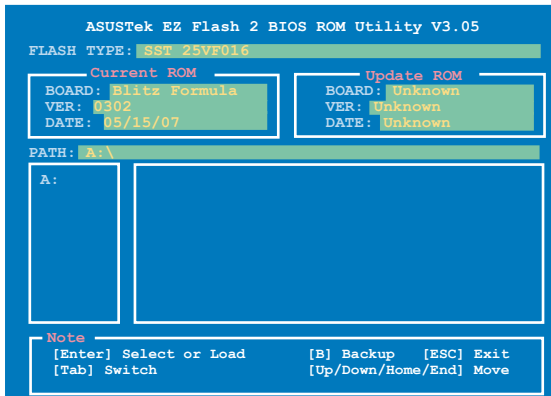 ASUSTek EZ Flash 2 BIOS ROM Utility V3.05
FLASH TYPE: SST 25VF016
Current ROM
BOARD: Blitz Formula
VER: 0302
DATE: 05/15/07
Update ROM
BOARD: Unknown
VER: Unknown
DATE: Unknown
PATH: A:\
A:
Note
[Enter] Select or Load [B] Backup [ESC] Exit
[Tab] Switch [Up/Down/Home/End] Move